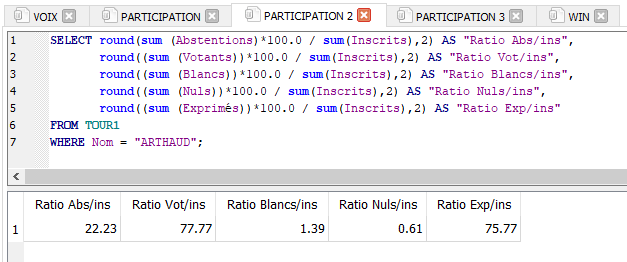 VOIX PARTICIPATION PARTICIPATION 2 PARTICIPATION 3 WIN
1 SELECT round(sum (Abstentions)*100.0 / sum(Inscrits),2) AS "Ratio Abs/ins",
2 round((sum (Votants))*100.0 / sum(Inscrits),2) AS "Ratio Vot/ins",
3 round((sum (Blancs))*100.0 / sum(Inscrits),2) AS "Ratio Blancs/ins",
4 round((sum (Nuls))*100.0 / sum(Inscrits),2) AS "Ratio Nuls/ins",
5 round((sum (Exprimés))*100.0 / sum(Inscrits),2) AS "Ratio Exp/ins"
6 FROM TOUR1
7 WHERE Nom = "ARTHAUD";
Ratio Abs/ins Ratio Vot/ins Ratio Blancs/ins Ratio Nuls/ins Ratio Exp/ins
1 22.23 77.77 1.39 0.61 75.77